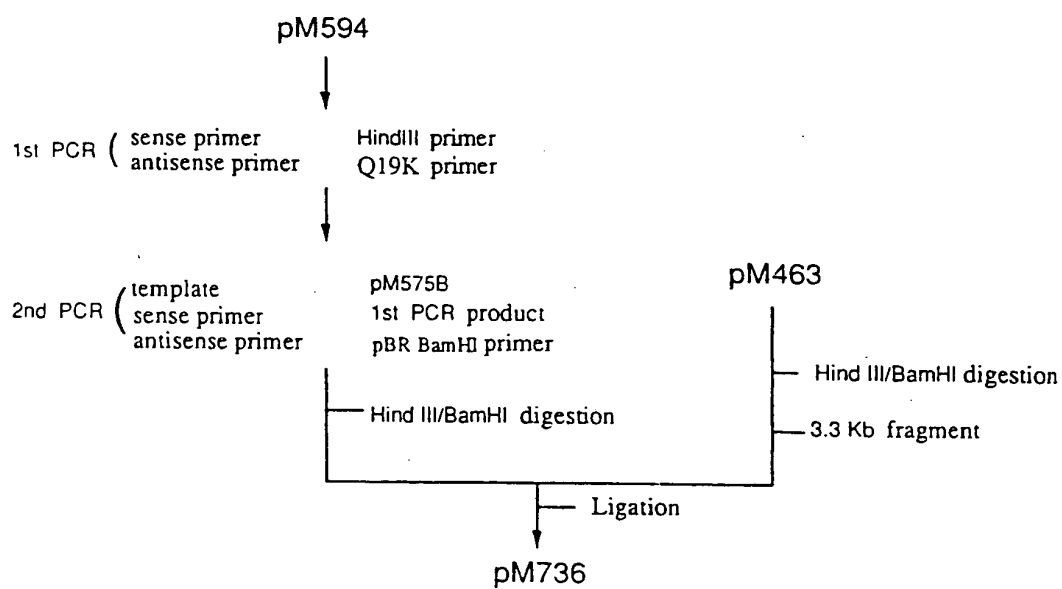 pM594
1st PCR ( sense primer HindIII primer
antisense primer Q19K primer
2nd PCR ( template pM575B
sense primer 1st PCR product
antisense primer pBR BamHI primer
Hind III/BamHI digestion
pM463
Hind III/BamHI digestion
3.3 Kb fragment
Ligation
pM736